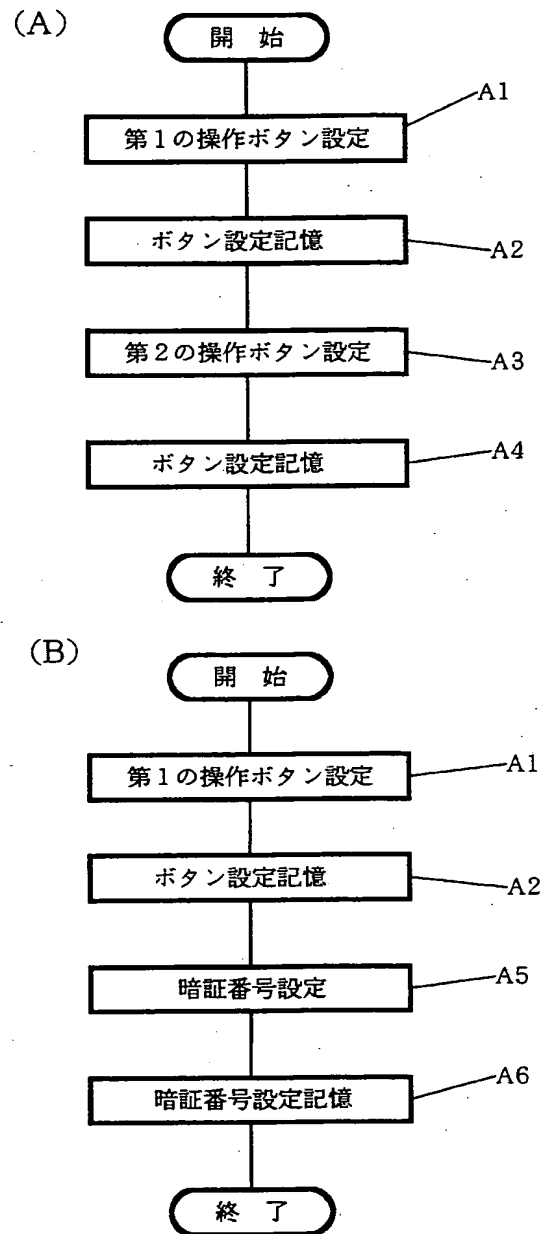 (A)
開 始
A1
第1の操作ボタン設定
ボタン設定記憶
A2
第2の操作ボタン設定
A3
ボタン設定記憶
A4
終 了
(B)
開 始
第1の操作ボタン設定
A1
ボタン設定記憶
A2
暗証番号設定
A5
暗証番号設定記憶
A6
終 了